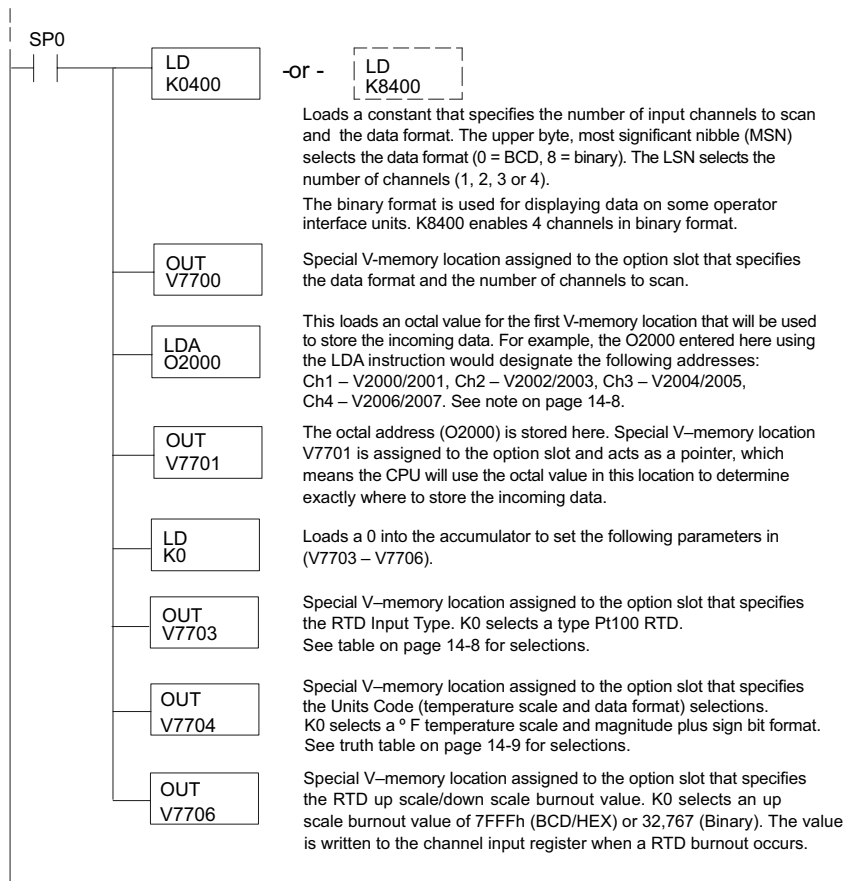 SP0
LD
K0400
-or -
LD
K8400
Loads a constant that specifies the number of input channels to scan
and the data format. The upper byte, most significant nibble (MSN)
selects the data format (0 = BCD, 8 = binary). The LSN selects the
number of channels (1, 2, 3 or 4).
The binary format is used for displaying data on some operator
interface units. K8400 enables 4 channels in binary format.
OUT
V7700
Special V-memory location assigned to the option slot that specifies
the data format and the number of channels to scan.
LDA
O2000
This loads an octal value for the first V-memory location that will be used
to store the incoming data. For example, the O2000 entered here using
the LDA instruction would designate the following addresses:
Ch1 – V2000/2001, Ch2 – V2002/2003, Ch3 – V2004/2005,
Ch4 – V2006/2007. See note on page 14-8.
OUT
V7701
The octal address (O2000) is stored here. Special V–memory location
V7701 is assigned to the option slot and acts as a pointer, which
means the CPU will use the octal value in this location to determine
exactly where to store the incoming data.
LD
K0
Loads a 0 into the accumulator to set the following parameters in
(V7703 – V7706).
OUT
V7703
Special V–memory location assigned to the option slot that specifies
the RTD Input Type. K0 selects a type Pt100 RTD.
See table on page 14-8 for selections.
OUT
V7704
Special V–memory location assigned to the option slot that specifies
the Units Code (temperature scale and data format) selections.
K0 selects a º F temperature scale and magnitude plus sign bit format.
See truth table on page 14-9 for selections.
OUT
V7706
Special V–memory location assigned to the option slot that specifies
the RTD up scale/down scale burnout value. K0 selects an up
scale burnout value of 7FFFh (BCD/HEX) or 32,767 (Binary). The value
is written to the channel input register when a RTD burnout occurs.